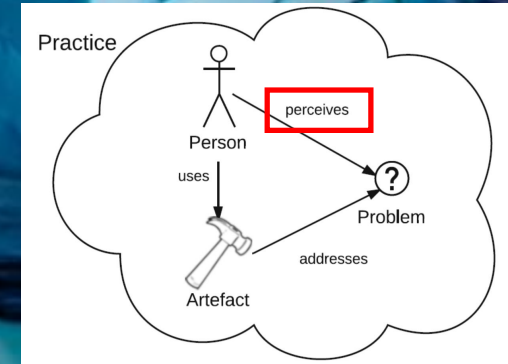 Practice
perceives
Person
uses
?
Problem
addresses
Artefact